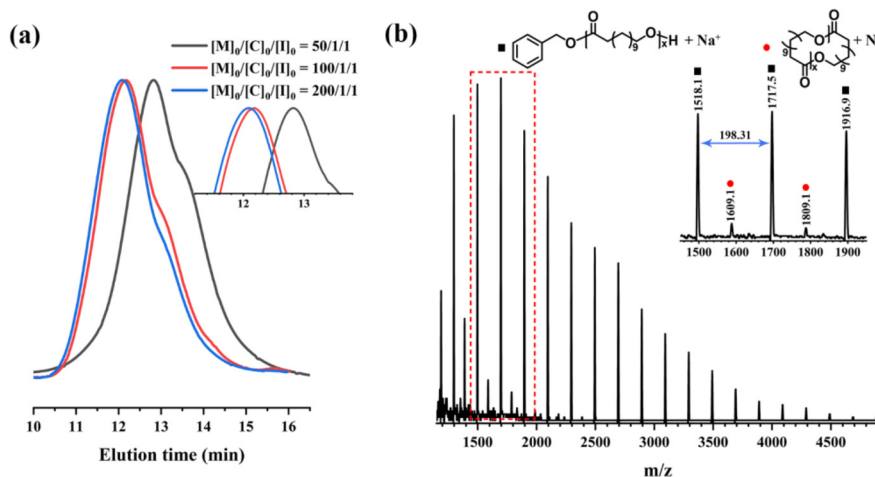 (a)
[M]₀/[C]₀/[I]₀ = 50/1/1
[M]₀/[C]₀/[I]₀ = 100/1/1
[M]₀/[C]₀/[I]₀ = 200/1/1
12 13
10 11 12 13 14 15 16
Elution time (min)
(b)
O
O
( )₉
O
x
H + Na⁺
O
O
9
9
O
x
O
9
+ N
1518.1
1717.5
1916.9
198.31
1609.1
1809.1
1500 1600 1700 1800 1900
1500 2000 2500 3000 3500 4000 4500
m/z